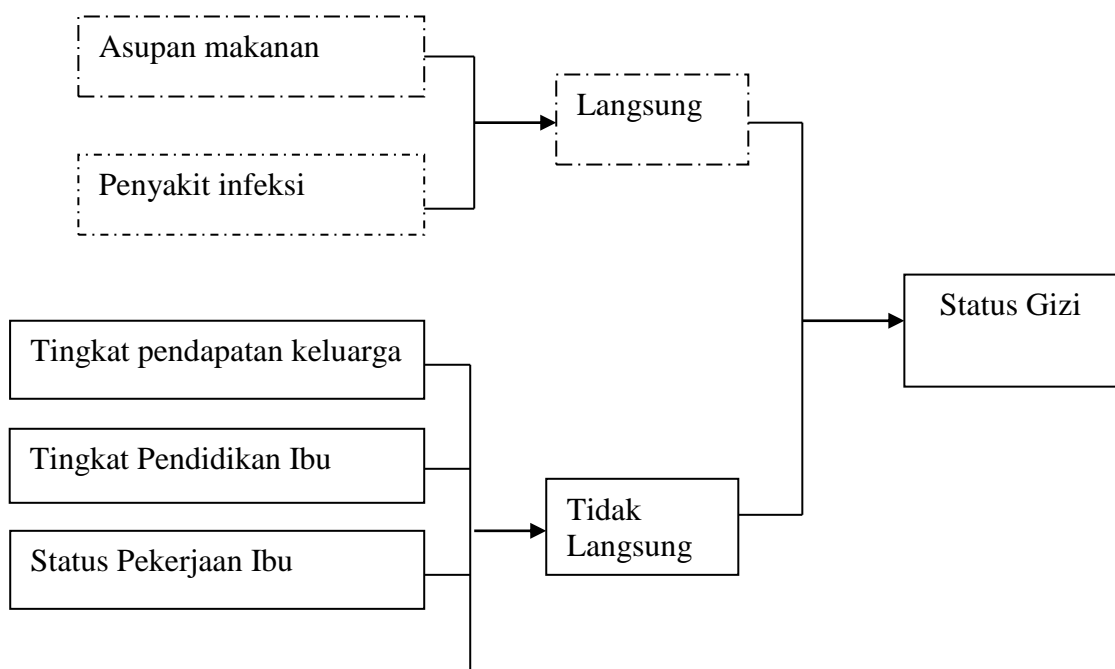 Asupan makanan
Langsung
Penyakit infeksi
Status Gizi
Tingkat pendapatan keluarga
Tingkat Pendidikan Ibu
Tidak
Langsung
Status Pekerjaan Ibu